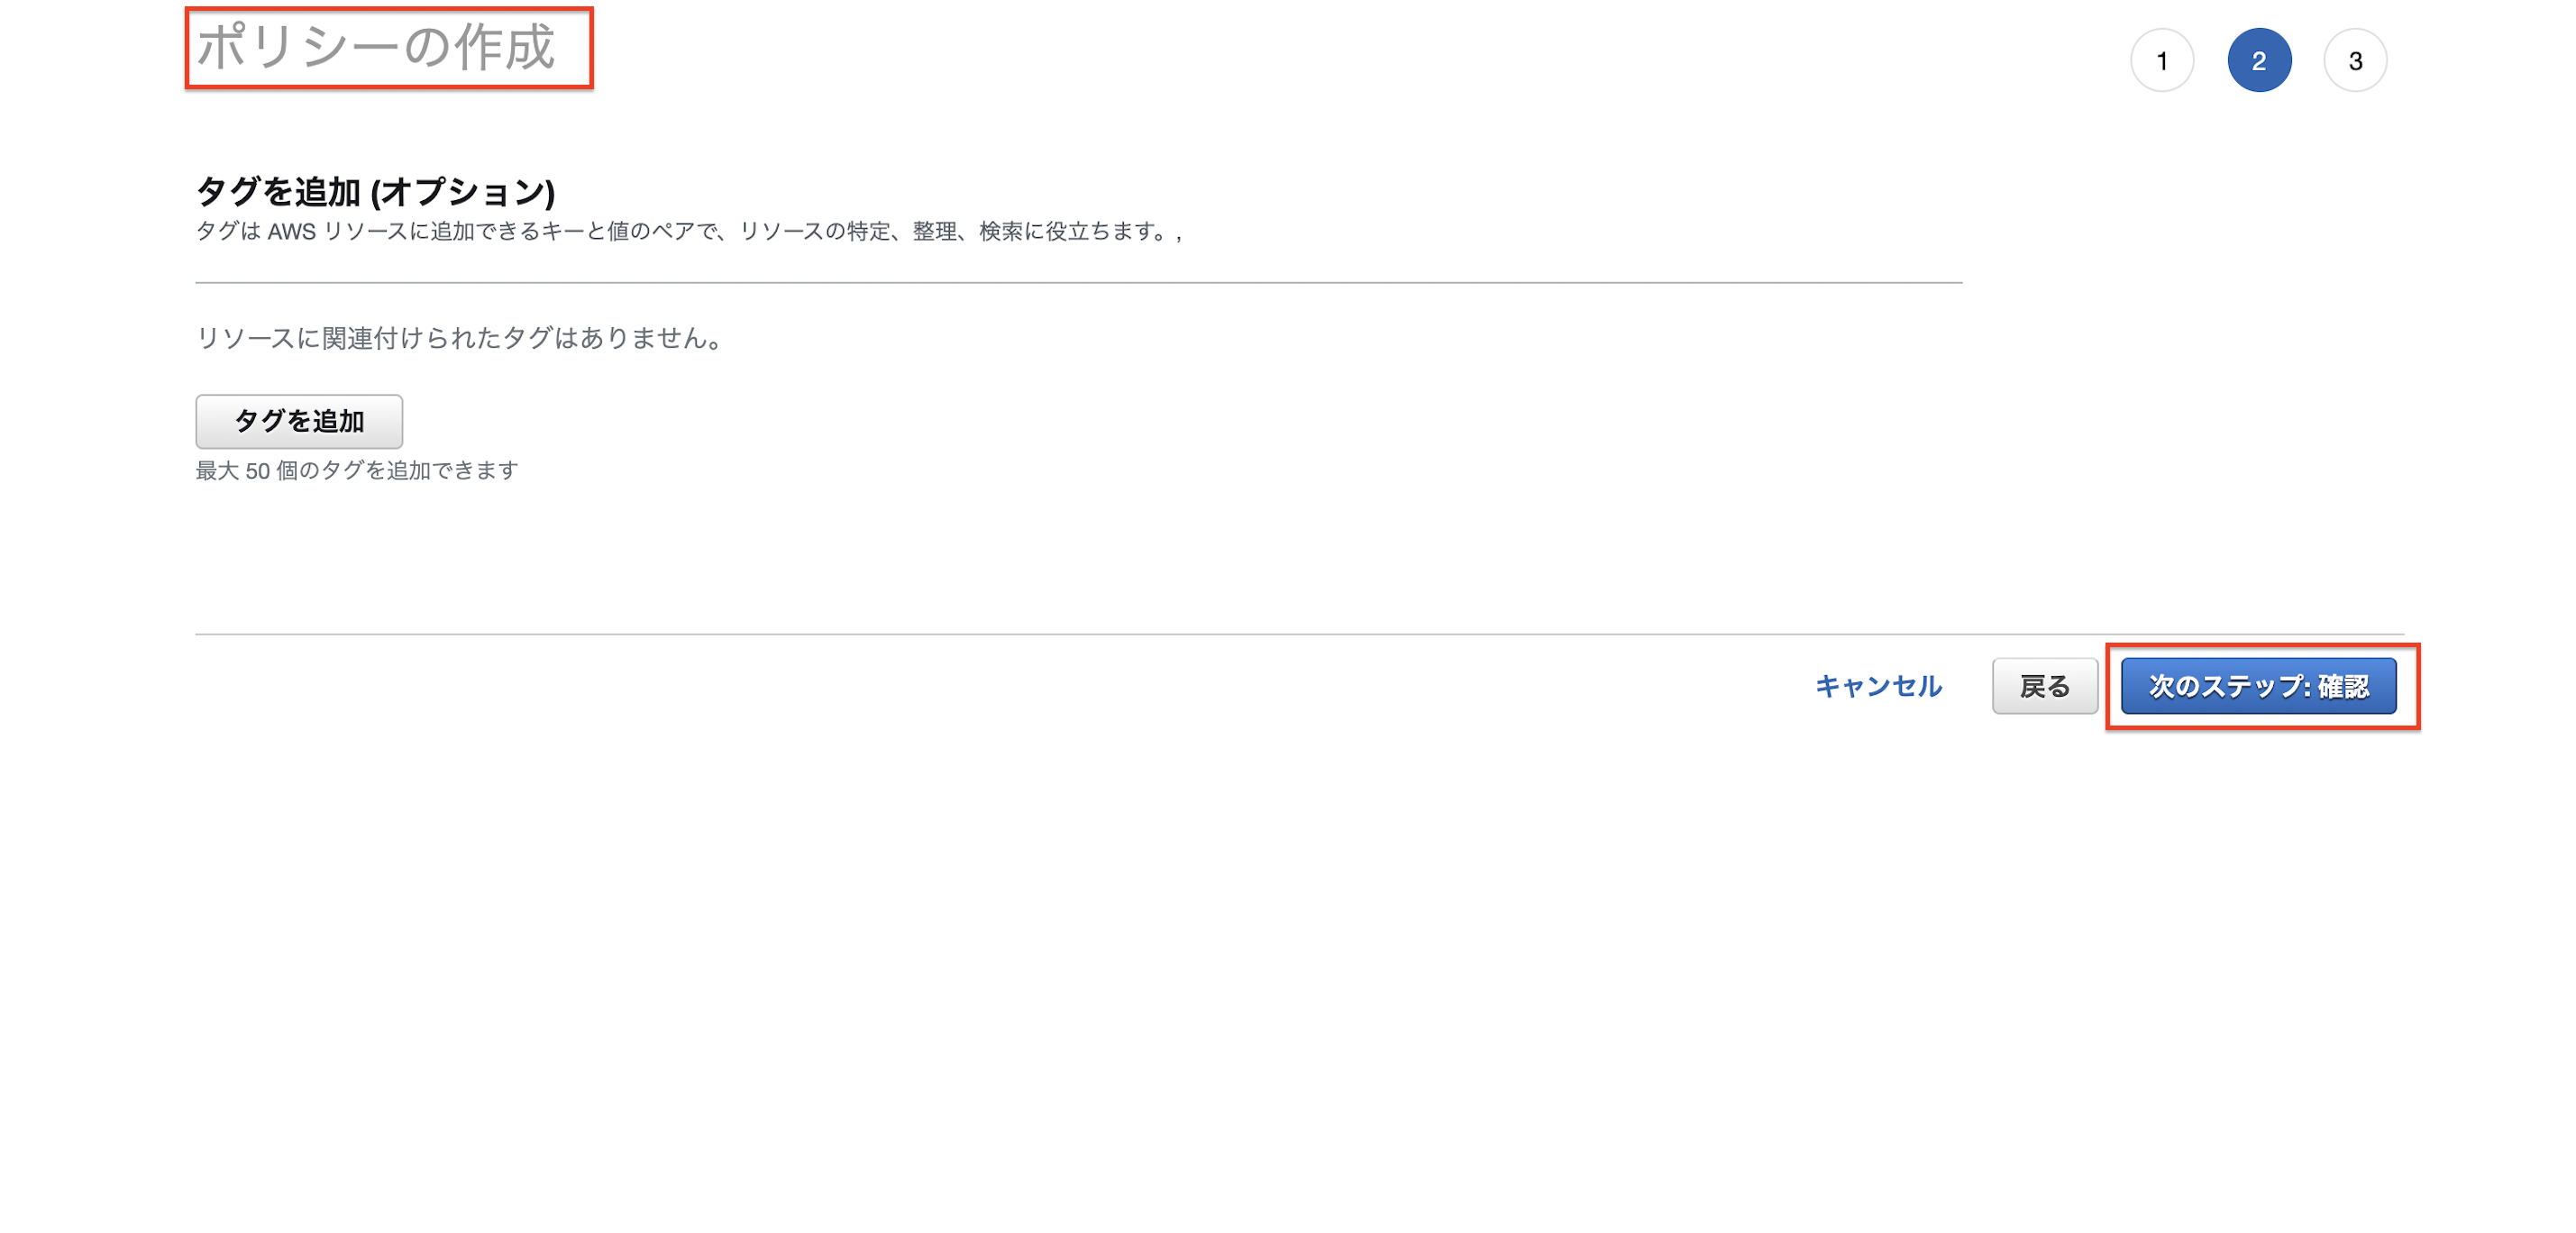 ポリシーの作成
1 2 3
タグを追加 (オプション)
タグは AWS リソースに追加できるキーと値のペアで、リソースの特定、整理、検索に役立ちます。,
リソースに関連付けられたタグはありません。
タグを追加
最大 50 個のタグを追加できます
キャンセル 戻る 次のステップ: 確認